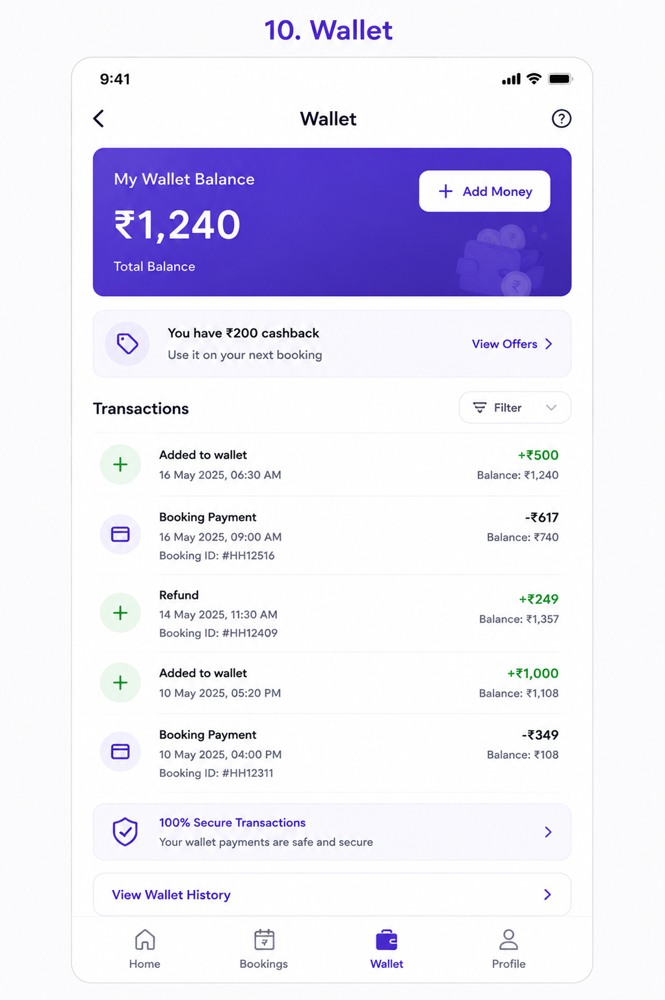 10. Wallet
9:41
Wallet
?
My Wallet Balance
+ Add Money
₹1,240
Total Balance
₹
₹
You have ₹200 cashback
Use it on your next booking
View Offers
Transactions
Filter
Added to wallet
+₹500
16 May 2025, 06:30 AM
Balance: ₹1,240
Booking Payment
-₹617
16 May 2025, 09:00 AM
Balance: ₹740
Booking ID: #HH12516
Refund
+₹249
14 May 2025, 11:30 AM
Balance: ₹1,357
Booking ID: #HH12409
Added to wallet
+₹1,000
10 May 2025, 05:20 PM
Balance: ₹1,108
Booking Payment
-₹349
10 May 2025, 04:00 PM
Balance: ₹108
Booking ID: #HH12311
100% Secure Transactions
Your wallet payments are safe and secure
View Wallet History
Home
Bookings
Wallet
Profile